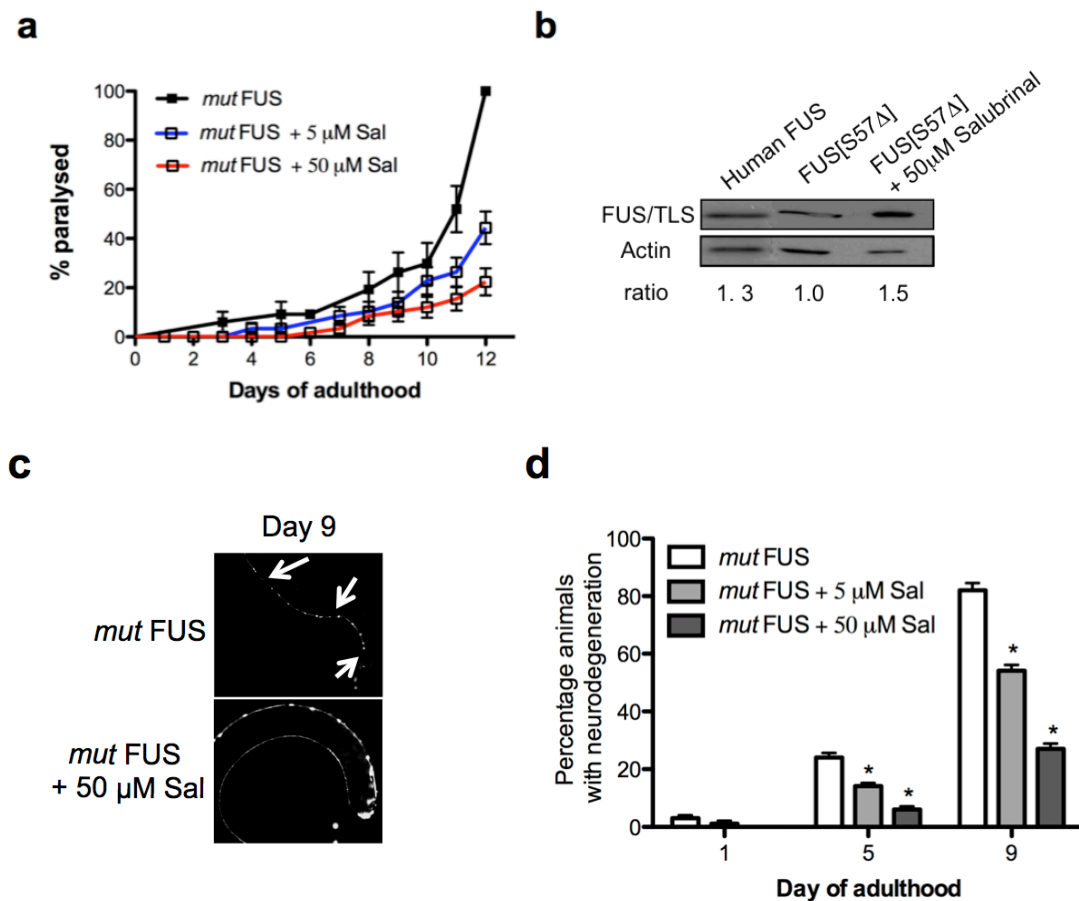 a
100
80
60
40
20
0
% paralysed
mut FUS
mut FUS + 5 μM Sal
mut FUS + 50 μM Sal
0 2 4 6 8 10 12
Days of adulthood
b
Human FUS
FUS[S57Δ]
FUS[S57Δ]
+ 50μM Salubrinal
FUS/TLS
Actin
ratio 1. 3 1.0 1.5
c
Day 9
mut FUS
mut FUS
+ 50 μM Sal
d
100
80
60
40
20
0
Percentage animals
with neurodegeneration
mut FUS
mut FUS + 5 μM Sal
mut FUS + 50 μM Sal
* * * *
1 5 9
Day of adulthood